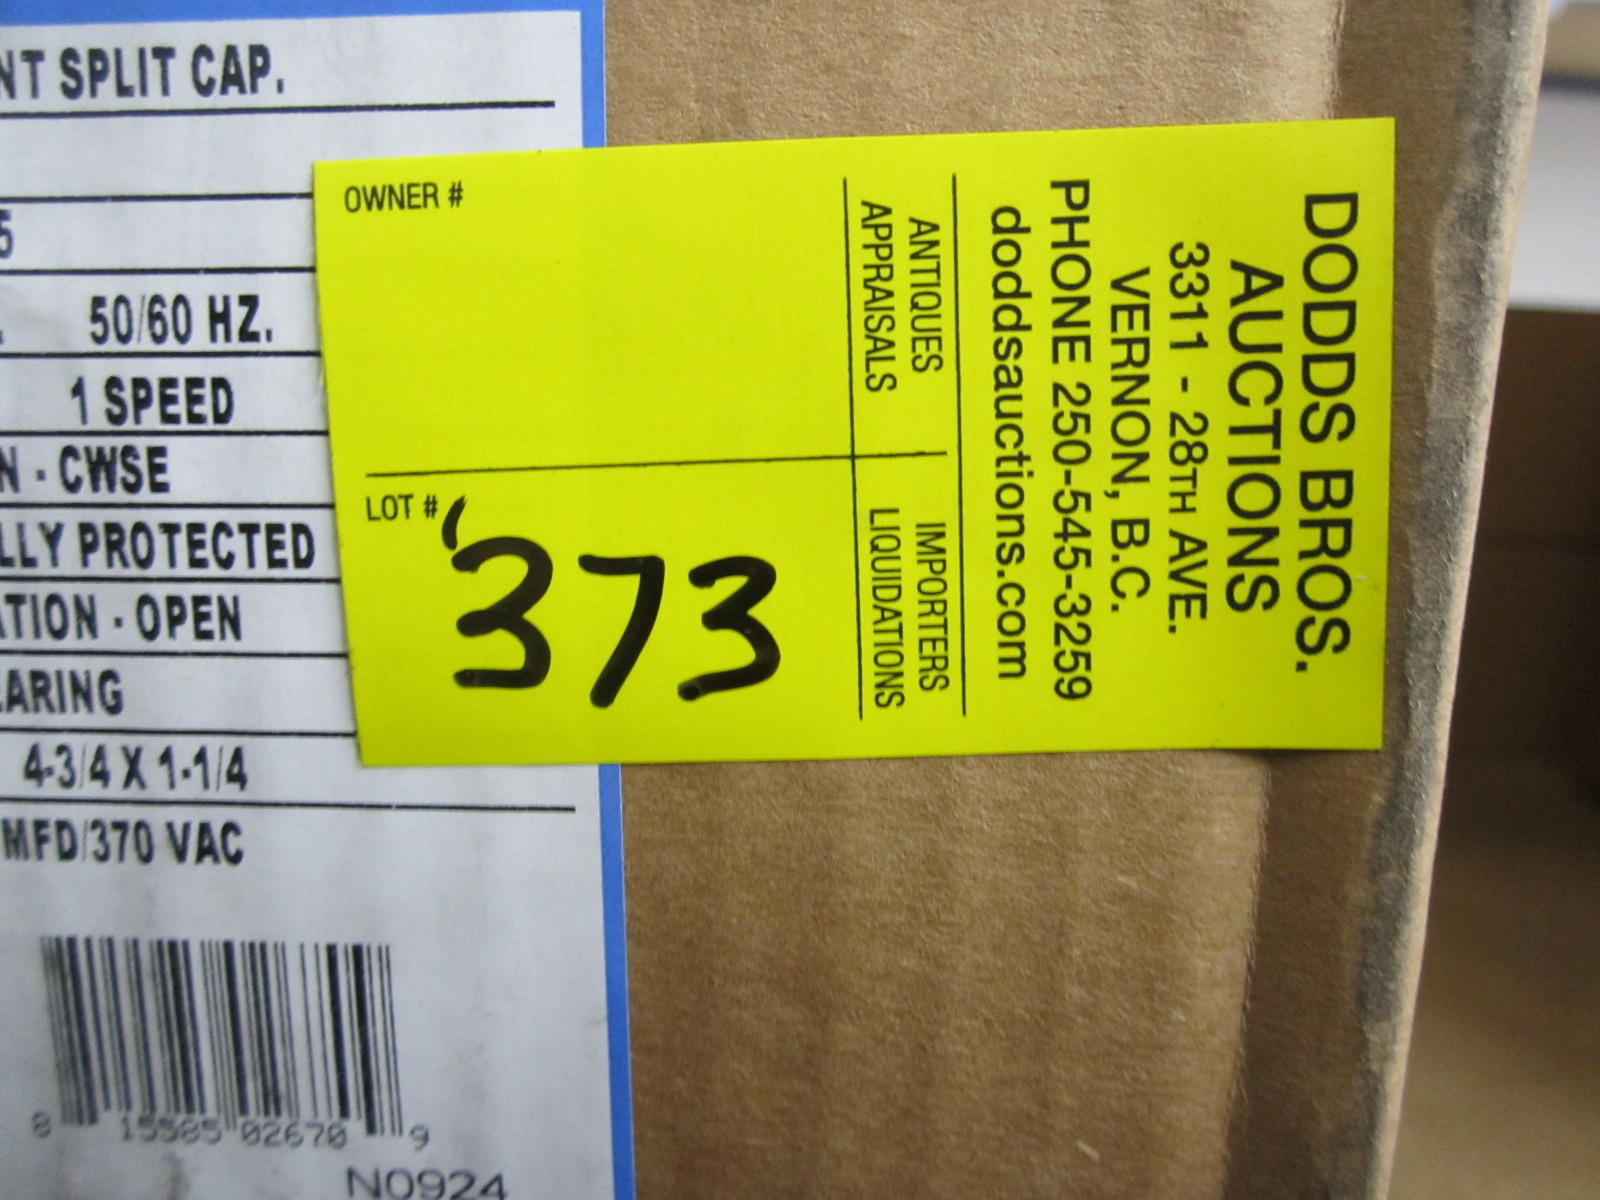 NT SPLIT CAP.
5
50/60 HZ.
1 SPEED
N - CWSE
LLY PROTECTED
ATION - OPEN
EARING
4-3/4 X 1-1/4
MFD/370 VAC
8 15585 02670 9
N0924
OWNER #
LOT # 373
ANTIQUES
APPRAISALS
IMPORTERS
LIQUIDATIONS
DODDS BROS.
AUCTIONS
3311 - 28TH AVE.
VERNON, B.C.
PHONE 250-545-3259
doddsauctions.com